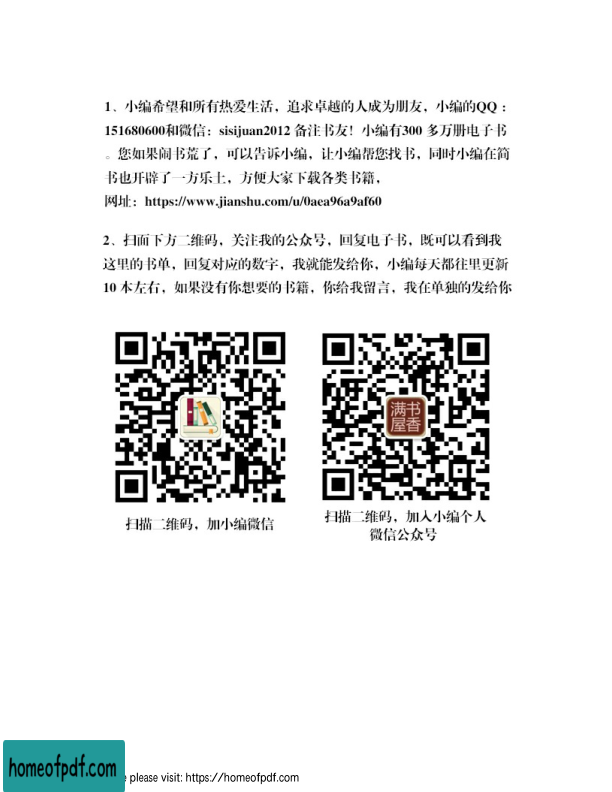 1、小编希望和所有热爱生活，追求卓越的人成为朋友，小编的QQ：
151680600和微信：sisijuan2012 备注书友！小编有300 多万册电子书
。您如果闹书荒了，可以告诉小编，让小编帮您找书，同时小编在简
书也开辟了一方乐土，方便大家下载各类书籍，
网址：https://www.jianshu.com/u/0aea96a9af60
2、扫面下方二维码，关注我的公众号，回复电子书，既可以看到我
这里的书单，回复对应的数字，我就能发给你，小编每天都往里更新
10 本左右，如果没有你想要的书籍，你给我留言，我在单独的发给你
满书
屋香
扫描二维码，加小编微信
扫描二维码，加入小编个人
微信公众号
homeofpdf.com
please visit: https://homeofpdf.com